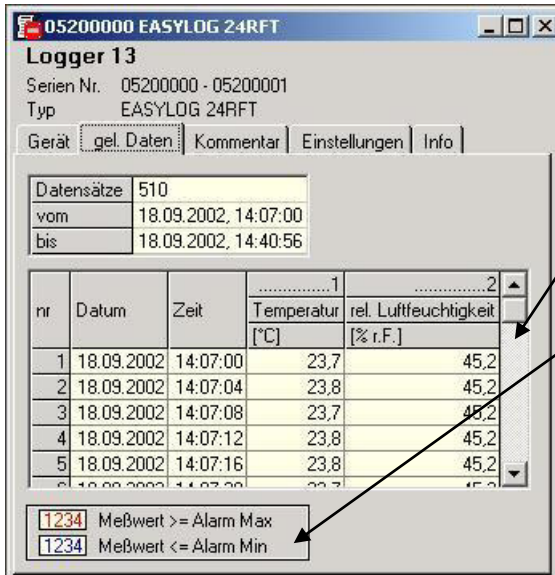 05200000 EASYLOG 24RFT
Logger 13
Serien Nr. 05200000 - 05200001
Typ EASYLOG 24RFT
Gerät gel. Daten Kommentar Einstellungen Info
Datensätze 510
vom 18.09.2002, 14:07:00
bis 18.09.2002, 14:40:56
..............1 ..............2
nr Datum Zeit Temperatur rel. Luftfeuchtigkeit
[°C] [% r.F.]
1 18.09.2002 14:07:00 23,7 45,2
2 18.09.2002 14:07:04 23,8 45,2
3 18.09.2002 14:07:08 23,7 45,2
4 18.09.2002 14:07:12 23,8 45,2
5 18.09.2002 14:07:16 23,8 45,2
1234 Meßwert >= Alarm Max
1234 Meßwert <= Alarm Min